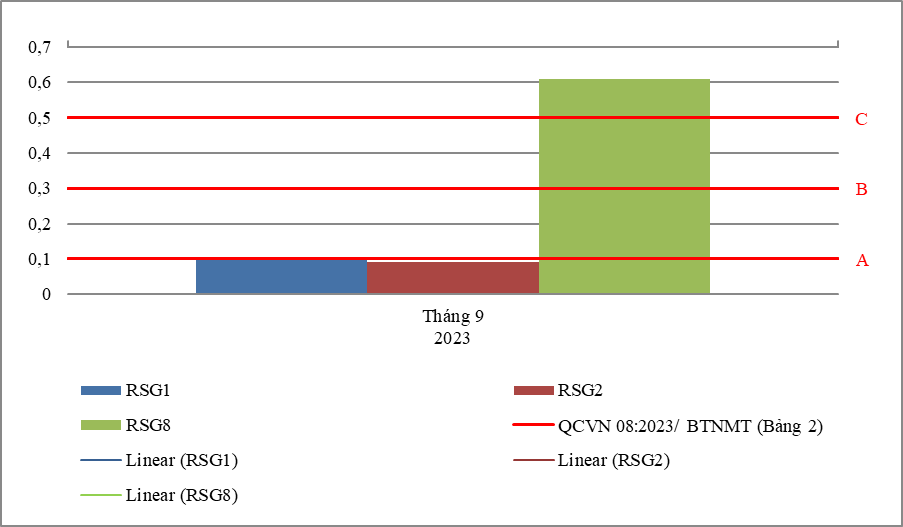 0,7
0,6
0,5
C
0,4
0,3
B
0,2
0,1
A
0
Tháng 9
2023
RSG1
RSG2
RSG8
QCVN 08:2023/ BTNMT (Bảng 2)
Linear (RSG1)
Linear (RSG2)
Linear (RSG8)